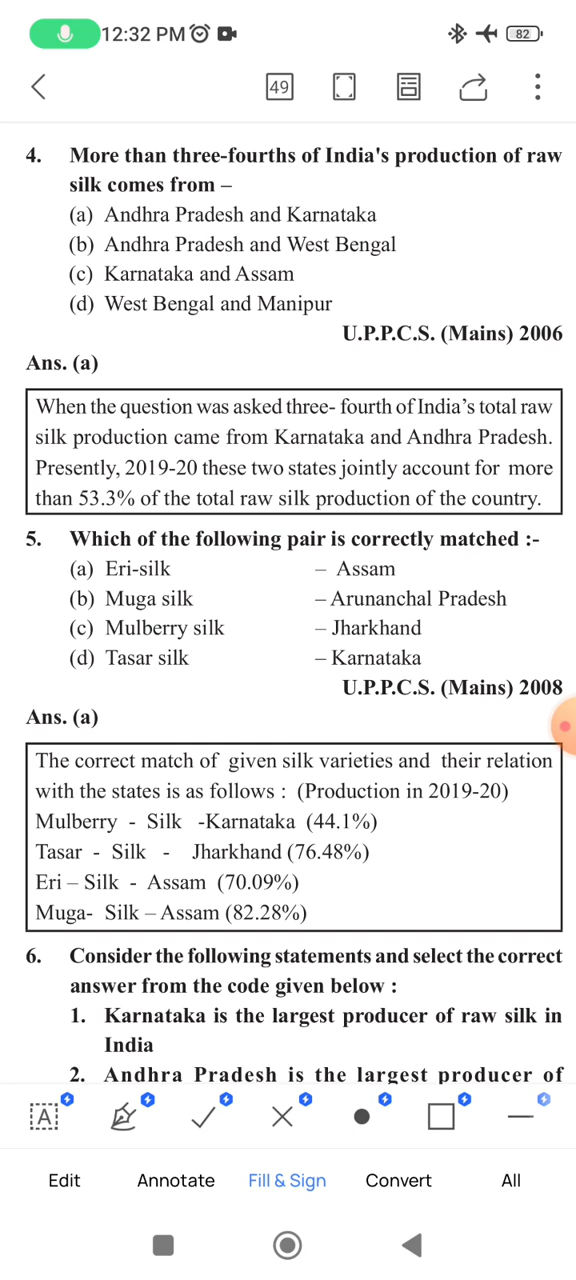 12:32 PM
82
49
4. More than three-fourths of India's production of raw
silk comes from –
(a) Andhra Pradesh and Karnataka
(b) Andhra Pradesh and West Bengal
(c) Karnataka and Assam
(d) West Bengal and Manipur
U.P.P.C.S. (Mains) 2006
Ans. (a)
When the question was asked three- fourth of India’s total raw
silk production came from Karnataka and Andhra Pradesh.
Presently, 2019-20 these two states jointly account for more
than 53.3% of the total raw silk production of the country.
5. Which of the following pair is correctly matched :-
(a) Eri-silk – Assam
(b) Muga silk – Arunanchal Pradesh
(c) Mulberry silk – Jharkhand
(d) Tasar silk – Karnataka
U.P.P.C.S. (Mains) 2008
Ans. (a)
The correct match of given silk varieties and their relation
with the states is as follows : (Production in 2019-20)
Mulberry - Silk -Karnataka (44.1%)
Tasar - Silk - Jharkhand (76.48%)
Eri – Silk - Assam (70.09%)
Muga- Silk – Assam (82.28%)
6. Consider the following statements and select the correct
answer from the code given below :
1. Karnataka is the largest producer of raw silk in
India
2. Andhra Pradesh is the largest producer of
A
Edit Annotate Fill & Sign Convert All